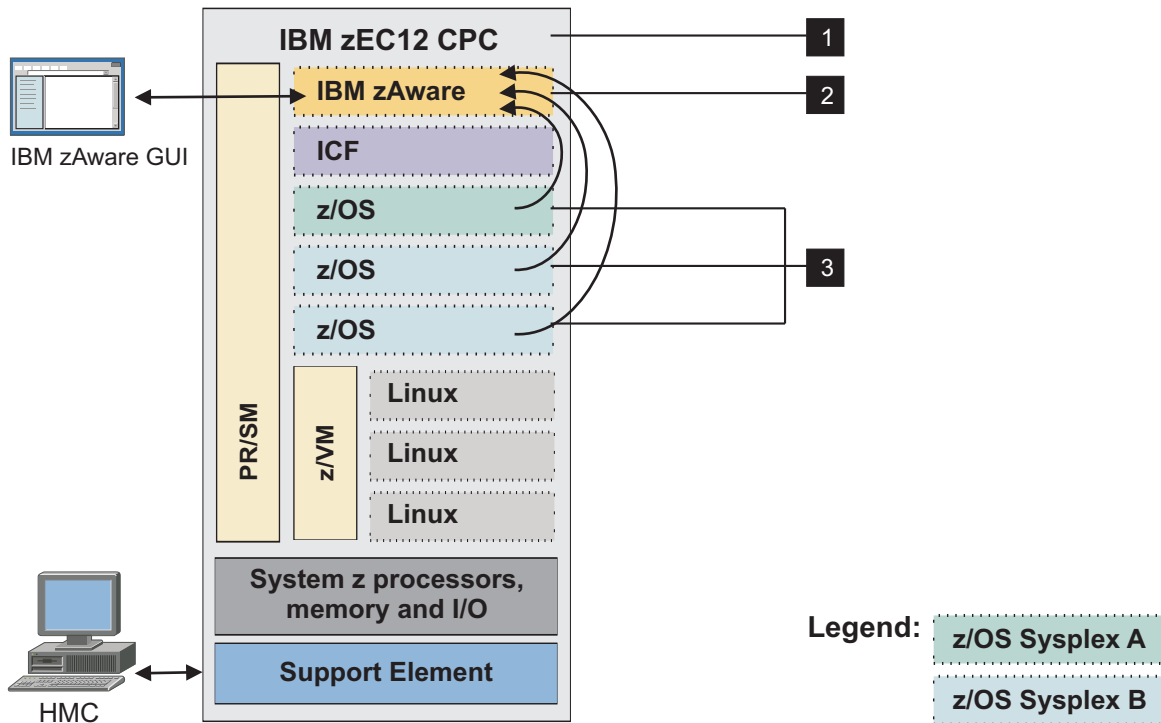 IBM zEC12 CPC
1
IBM zAware
2
IBM zAware GUI
ICF
z/OS
z/OS
3
z/OS
PR/SM
z/VM
Linux
Linux
Linux
System z processors,
memory and I/O
Support Element
HMC
Legend:
z/OS Sysplex A
z/OS Sysplex B